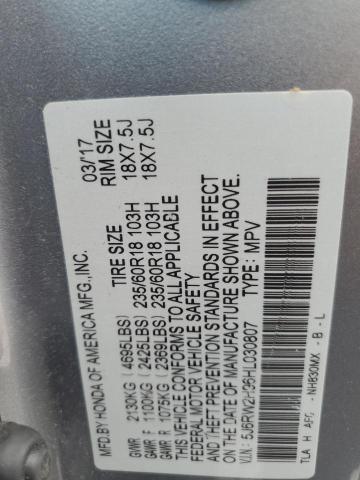 MFD. BY HONDA OF AMERICA MFG.,INC. 03/17
TIRE SIZE RIM SIZE
GVWR 2130KG (4695LBS)
GAWR F 1100KG (2425LBS) 235/60R18 103H 18X7.5J
GAWR R 1075KG (2369LBS) 235/60R18 103H 18X7.5J
THIS VEHICLE CONFORMS TO ALL APPLICABLE
FEDERAL MOTOR VEHICLE SAFETY AND
THEFT PREVENTION STANDARDS IN EFFECT
ON THE DATE OF MANUFACTURE SHOWN ABOVE.
V.I.N.: 5J6RW2H96HL030807 TYPE: MPV
TLA H NH830MX - B - L